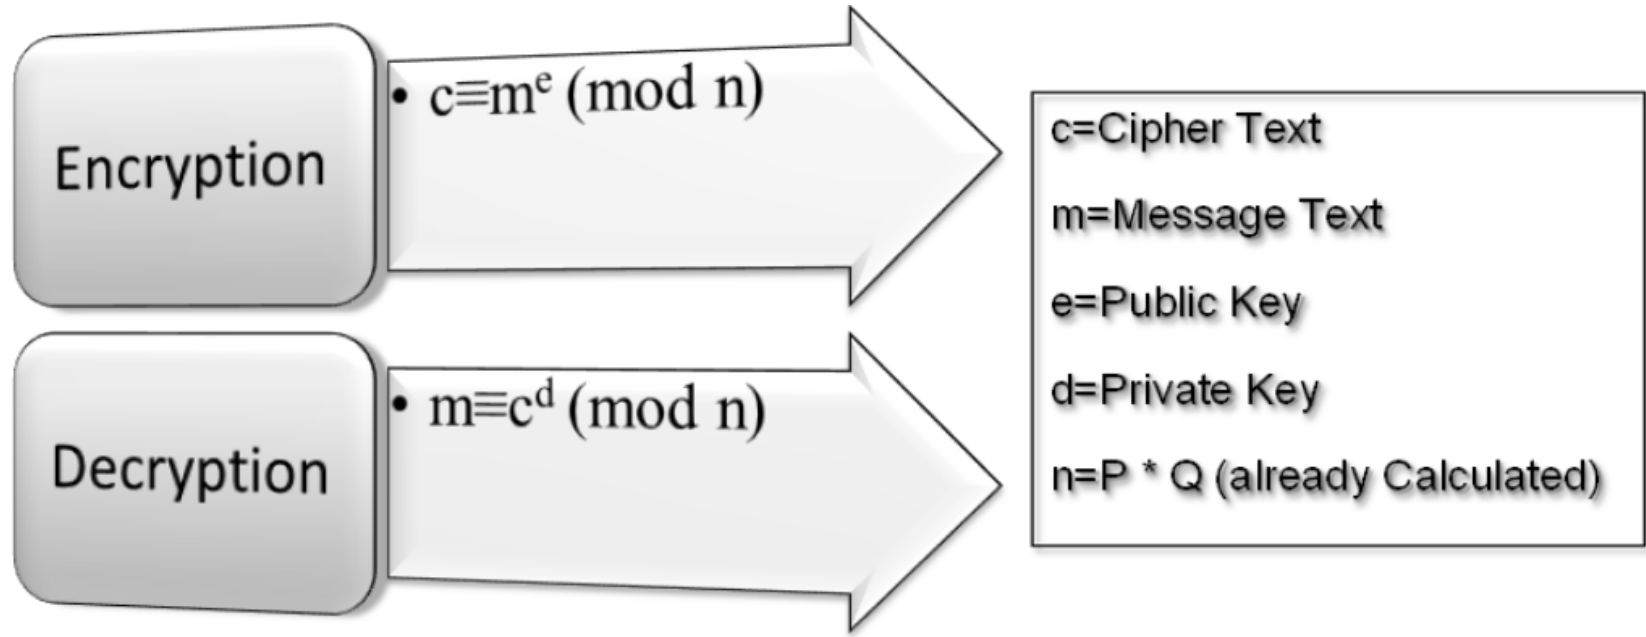 Encryption
• c≡mᵉ (mod n)
Decryption
• m≡cᵈ (mod n)
c=Cipher Text
m=Message Text
e=Public Key
d=Private Key
n=P * Q (already Calculated)